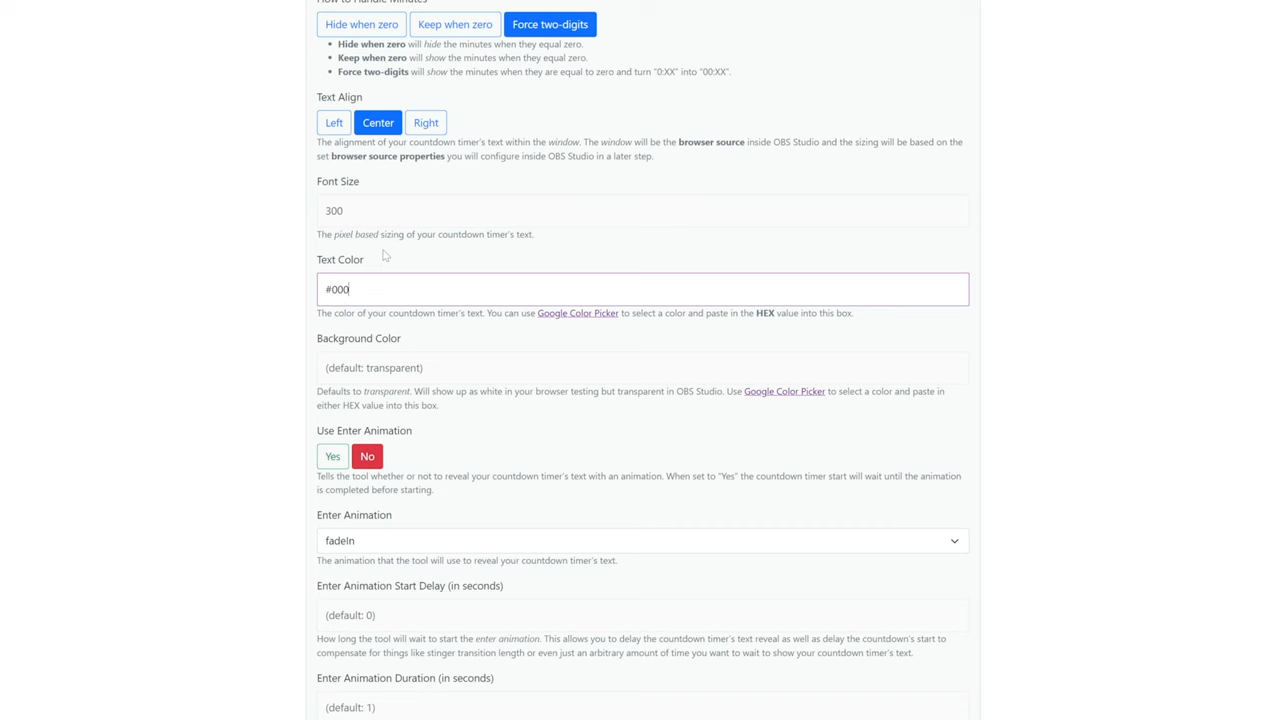 How to Handle Minutes
Hide when zero Keep when zero Force two-digits
• Hide when zero will hide the minutes when they equal zero.
• Keep when zero will show the minutes when they equal zero.
• Force two-digits will show the minutes when they are equal to zero and turn "0:XX" into "00:XX".
Text Align
Left Center Right
The alignment of your countdown timer's text within the window. The window will be the browser source inside OBS Studio and the sizing will be based on the
set browser source properties you will configure inside OBS Studio in a later step.
Font Size
300
The pixel based sizing of your countdown timer's text.
Text Color
#000
The color of your countdown timer's text. You can use Google Color Picker to select a color and paste in the HEX value into this box.
Background Color
(default: transparent)
Defaults to transparent. Will show up as white in your browser testing but transparent in OBS Studio. Use Google Color Picker to select a color and paste in
either HEX value into this box.
Use Enter Animation
Yes No
Tells the tool whether or not to reveal your countdown timer's text with an animation. When set to "Yes" the countdown timer start will wait until the animation
is completed before starting.
Enter Animation
fadeIn
The animation that the tool will use to reveal your countdown timer's text.
Enter Animation Start Delay (in seconds)
(default: 0)
How long the tool will wait to start the enter animation. This allows you to delay the countdown timer's text reveal as well as delay the countdown's start to
compensate for things like stinger transition length or even just an arbitrary amount of time you want to wait to show your countdown timer's text.
Enter Animation Duration (in seconds)
(default: 1)